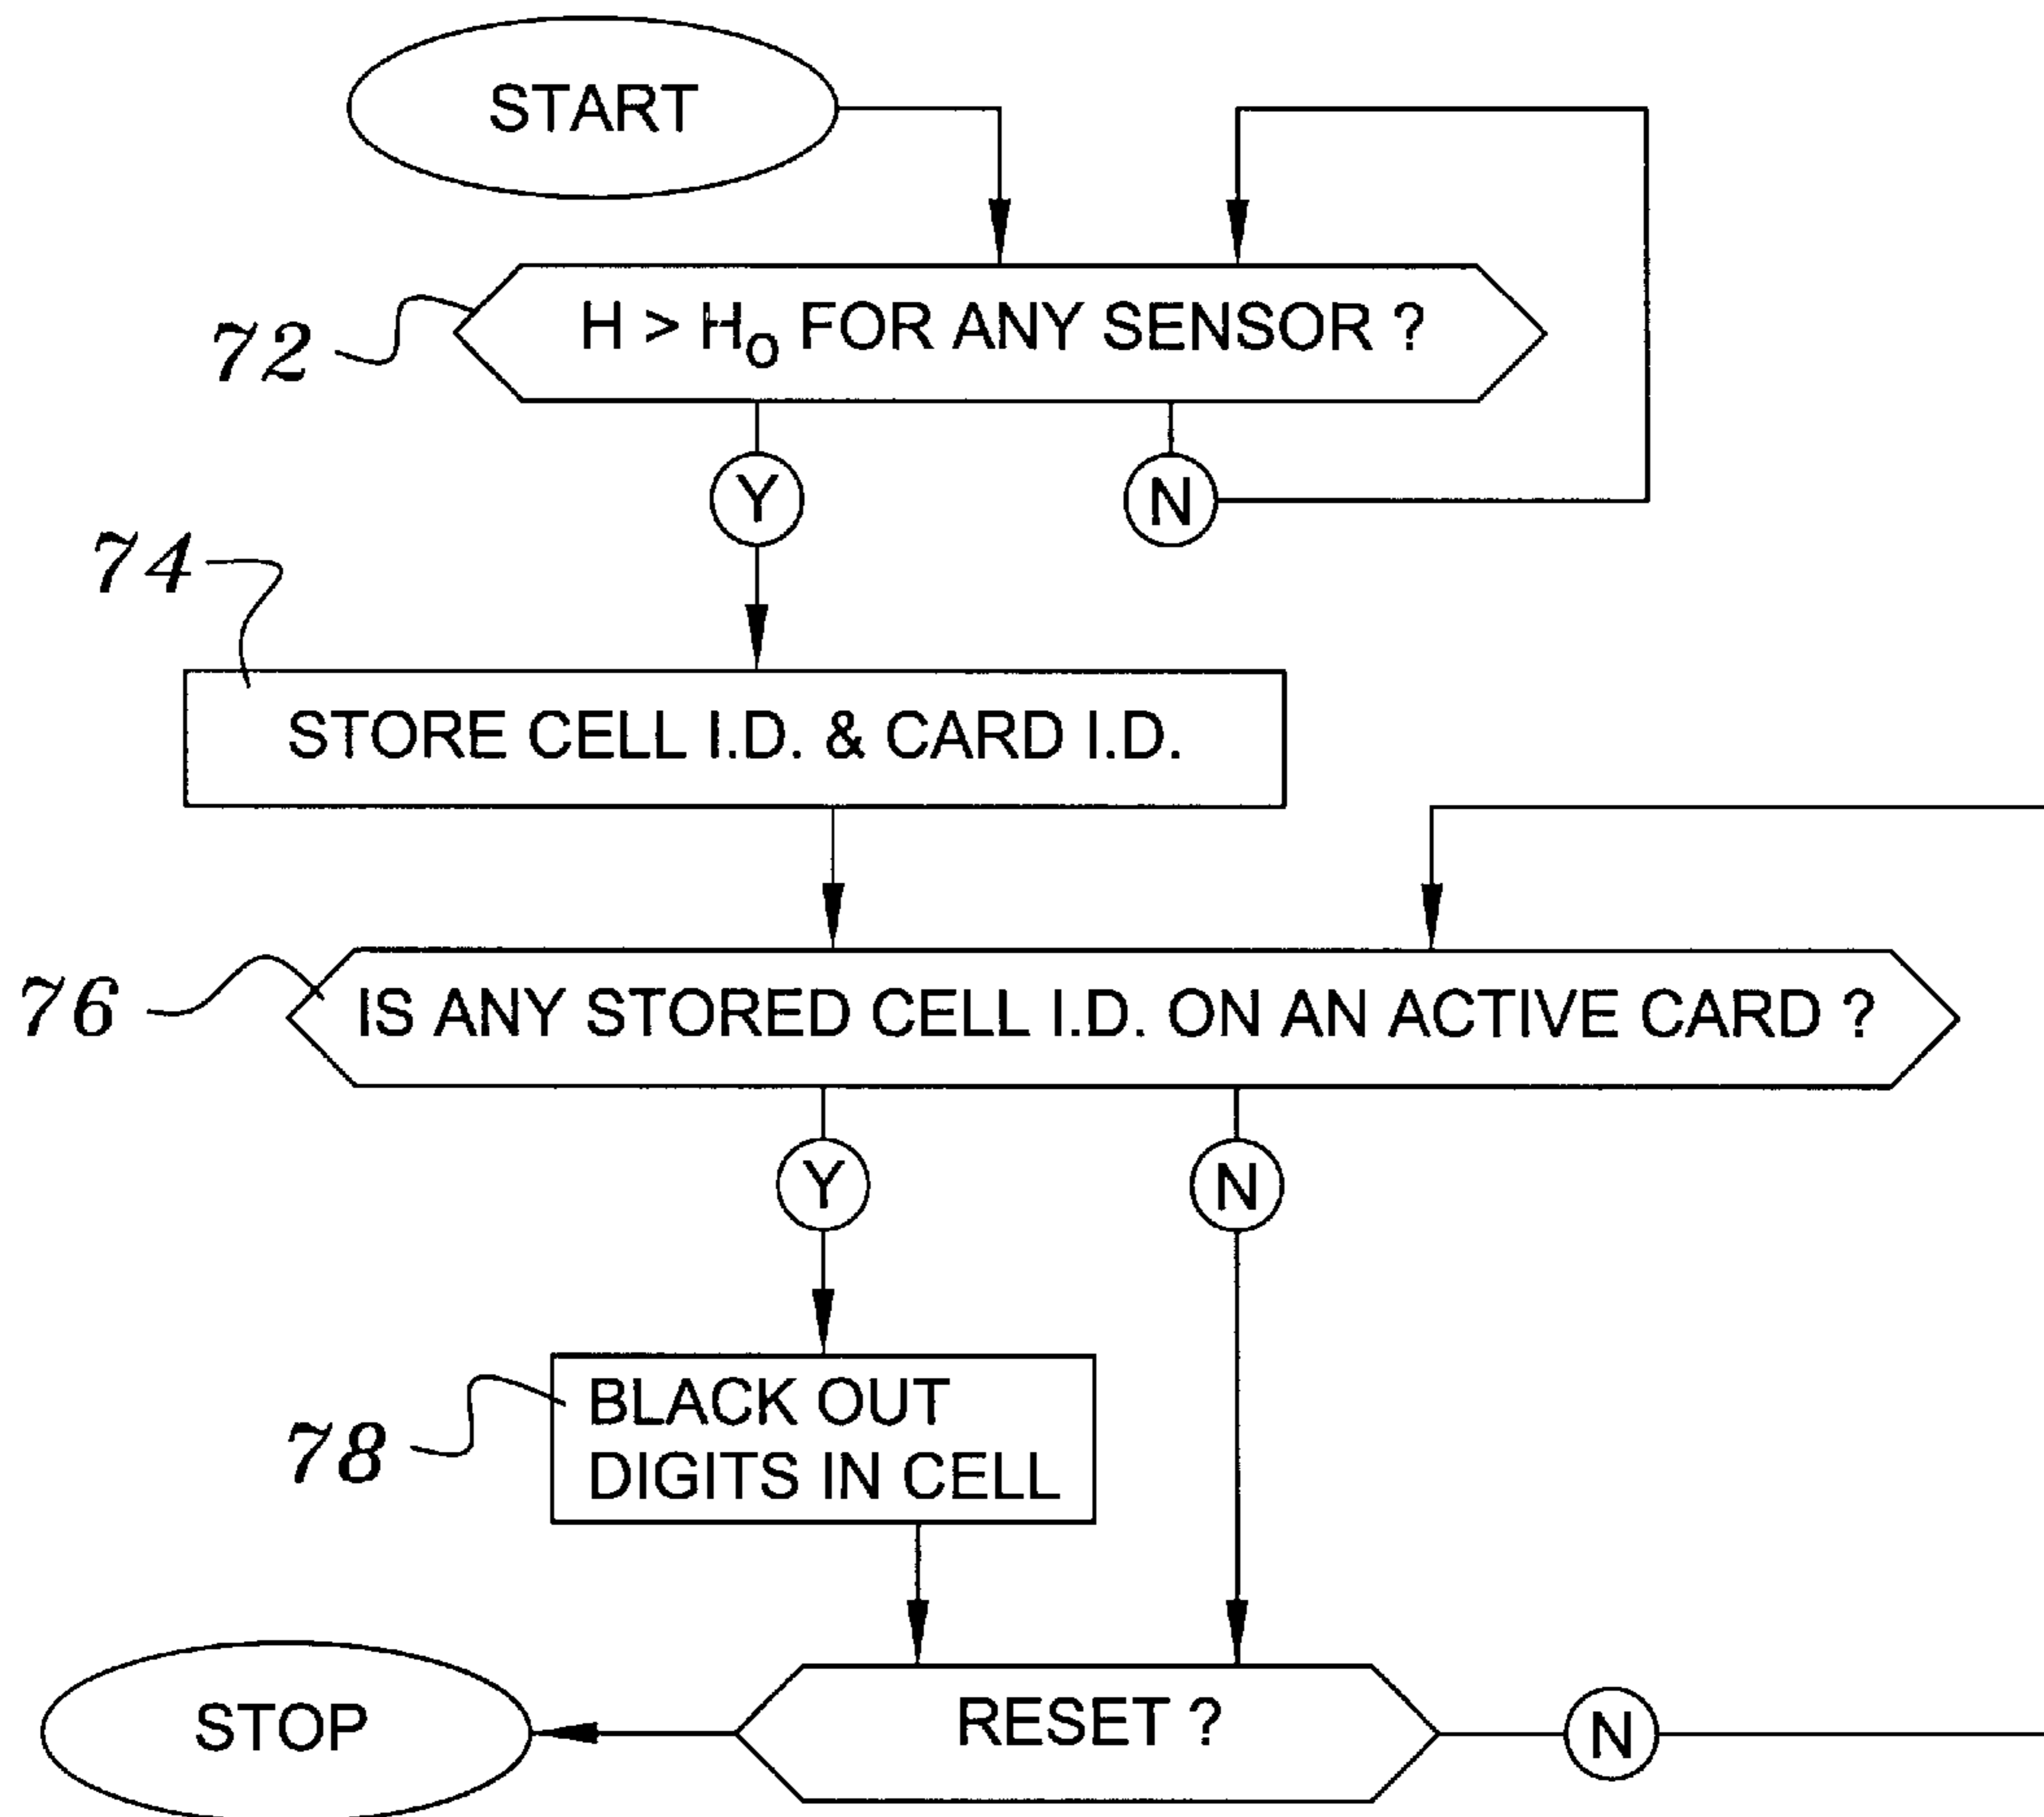 START
72
H > H₀ FOR ANY SENSOR ?
Y
N
74
STORE CELL I.D. & CARD I.D.
76
IS ANY STORED CELL I.D. ON AN ACTIVE CARD ?
Y
N
78
BLACK OUT
DIGITS IN CELL
STOP
RESET ?
N